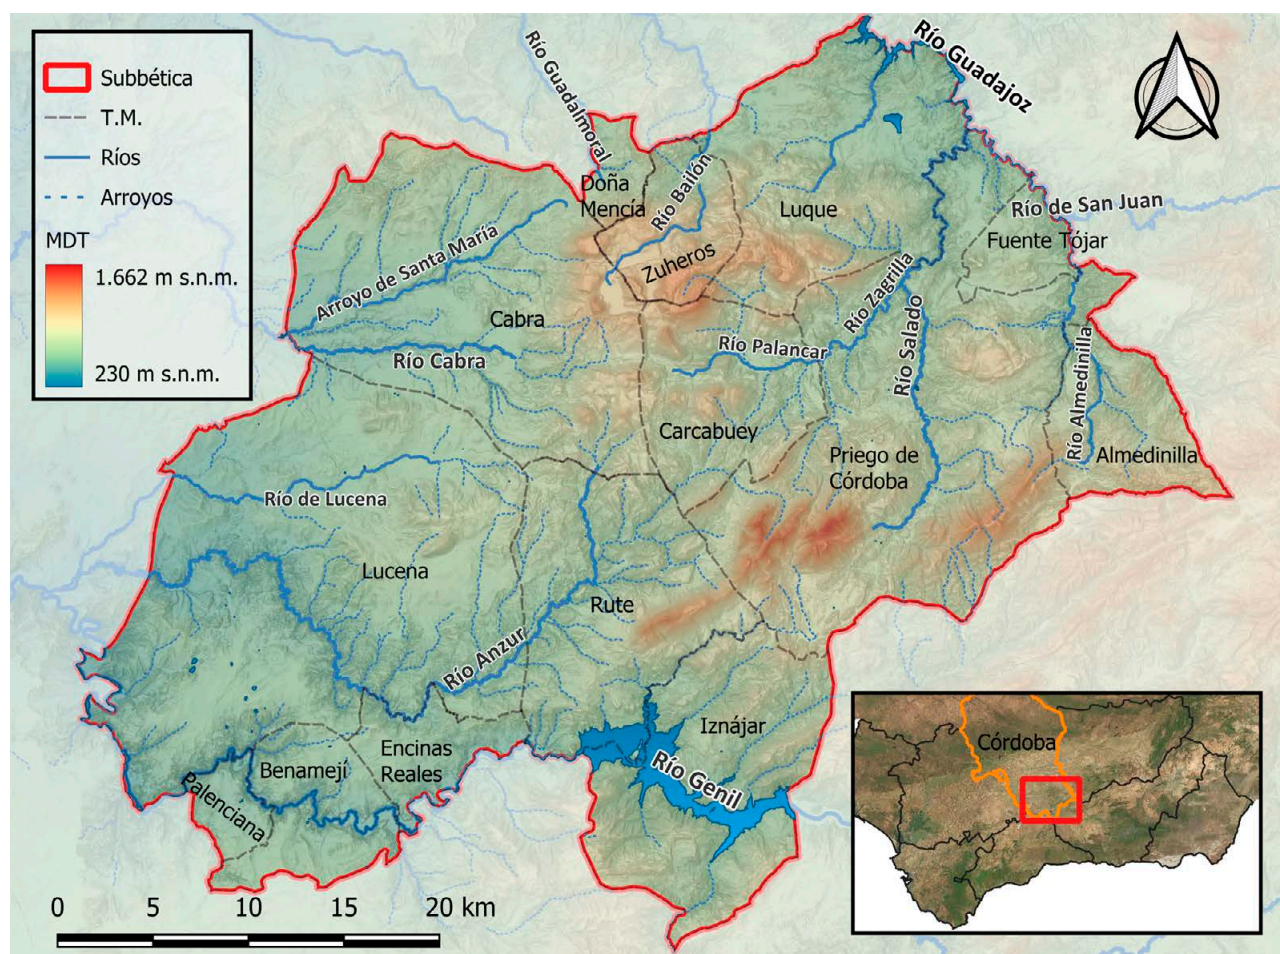 Subbética
T.M.
Ríos
Arroyos
MDT
1.662 m s.n.m.
230 m s.n.m.
Río Guadalmoral
Río Guadajoz
Doña
Mencía
Río Bailón
Luque
Río de San Juan
Fuente Tójar
Arroyo de Santa María
Zuheros
Río Zagrilla
Cabra
Río Cabra
Río Palancar
Río Salado
Río Almedinilla
Carcabuey
Priego de
Córdoba
Almedinilla
Río de Lucena
Lucena
Rute
Río Anzur
Iznájar
Encinas
Reales
Benamejí
Palenciana
Río Genil
Córdoba
0 5 10 15 20 km